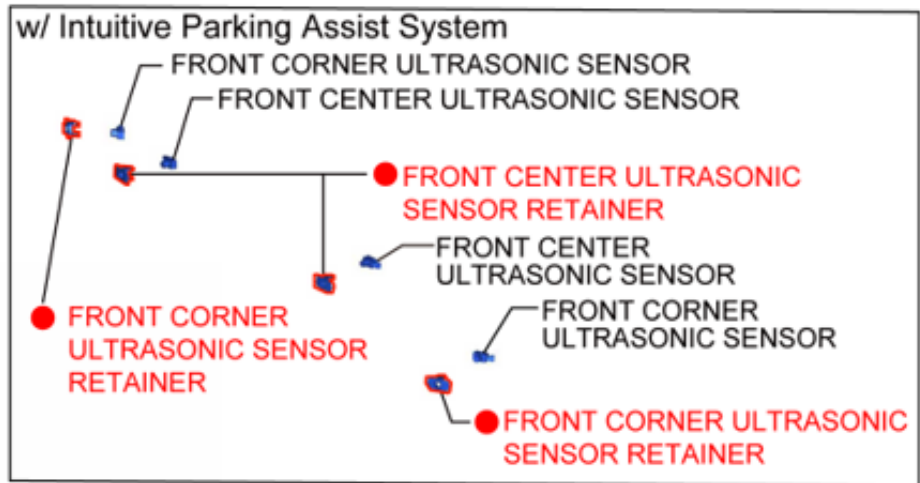 w/ Intuitive Parking Assist System
FRONT CORNER ULTRASONIC SENSOR
FRONT CENTER ULTRASONIC SENSOR
FRONT CENTER ULTRASONIC
SENSOR RETAINER
FRONT CENTER
ULTRASONIC SENSOR
FRONT CORNER
ULTRASONIC SENSOR
RETAINER
FRONT CORNER
ULTRASONIC SENSOR
FRONT CORNER ULTRASONIC
SENSOR RETAINER